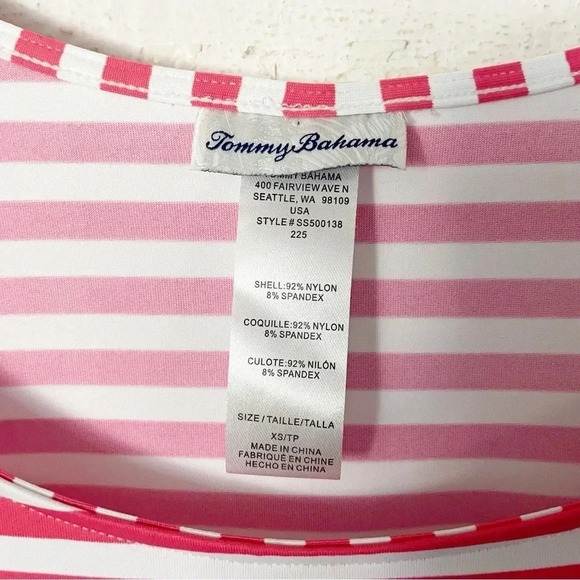 Tommy Bahama
BAHAMA
400 FAIRVIEW AVE N
SEATTLE, WA 98109
USA
STYLE # SS500138
225
SHELL:92% NYLON
8% SPANDEX
COQUILLE:92% NYLON
8% SPANDEX
CULOTE:92% NILÓN
8% SPANDEX
SIZE / TAILLE/TALLA
XS/TP
MADE IN CHINA
FABRIQUÉ EN CHINE
HECHO EN CHINA